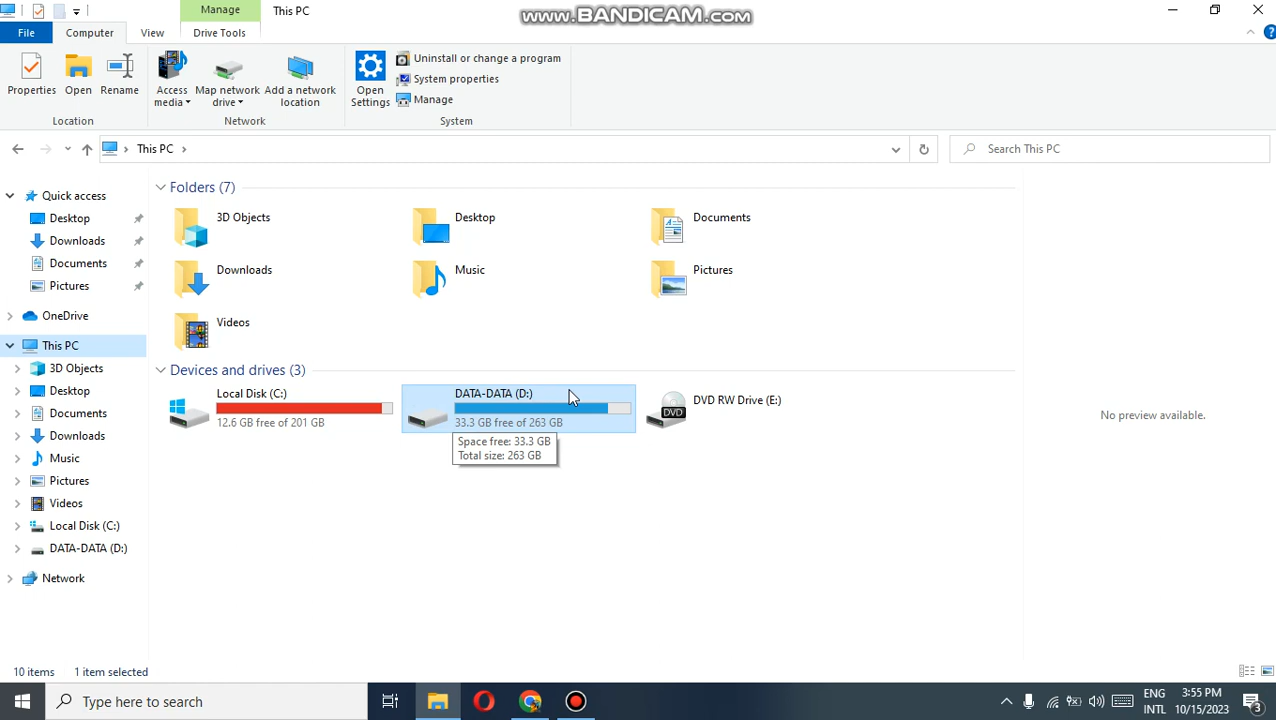 Manage
This PC
www.BANDICAM.com
File
Computer
View
Drive Tools
Properties
Open
Rename
Location
Access media
Map network drive
Add a network location
Network
Open Settings
Uninstall or change a program
System properties
Manage
System
This PC
Search This PC
Quick access
Desktop
Downloads
Documents
Pictures
OneDrive
This PC
3D Objects
Desktop
Documents
Downloads
Music
Pictures
Videos
Local Disk (C:)
DATA-DATA (D:)
Network
Folders (7)
3D Objects
Desktop
Documents
Downloads
Music
Pictures
Videos
Devices and drives (3)
Local Disk (C:)
12.6 GB free of 201 GB
DATA-DATA (D:)
33.3 GB free of 263 GB
Space free: 33.3 GB
Total size: 263 GB
DVD RW Drive (E:)
DVD
No preview available.
10 items
1 item selected
Type here to search
ENG
INTL
3:55 PM
10/15/2023
3